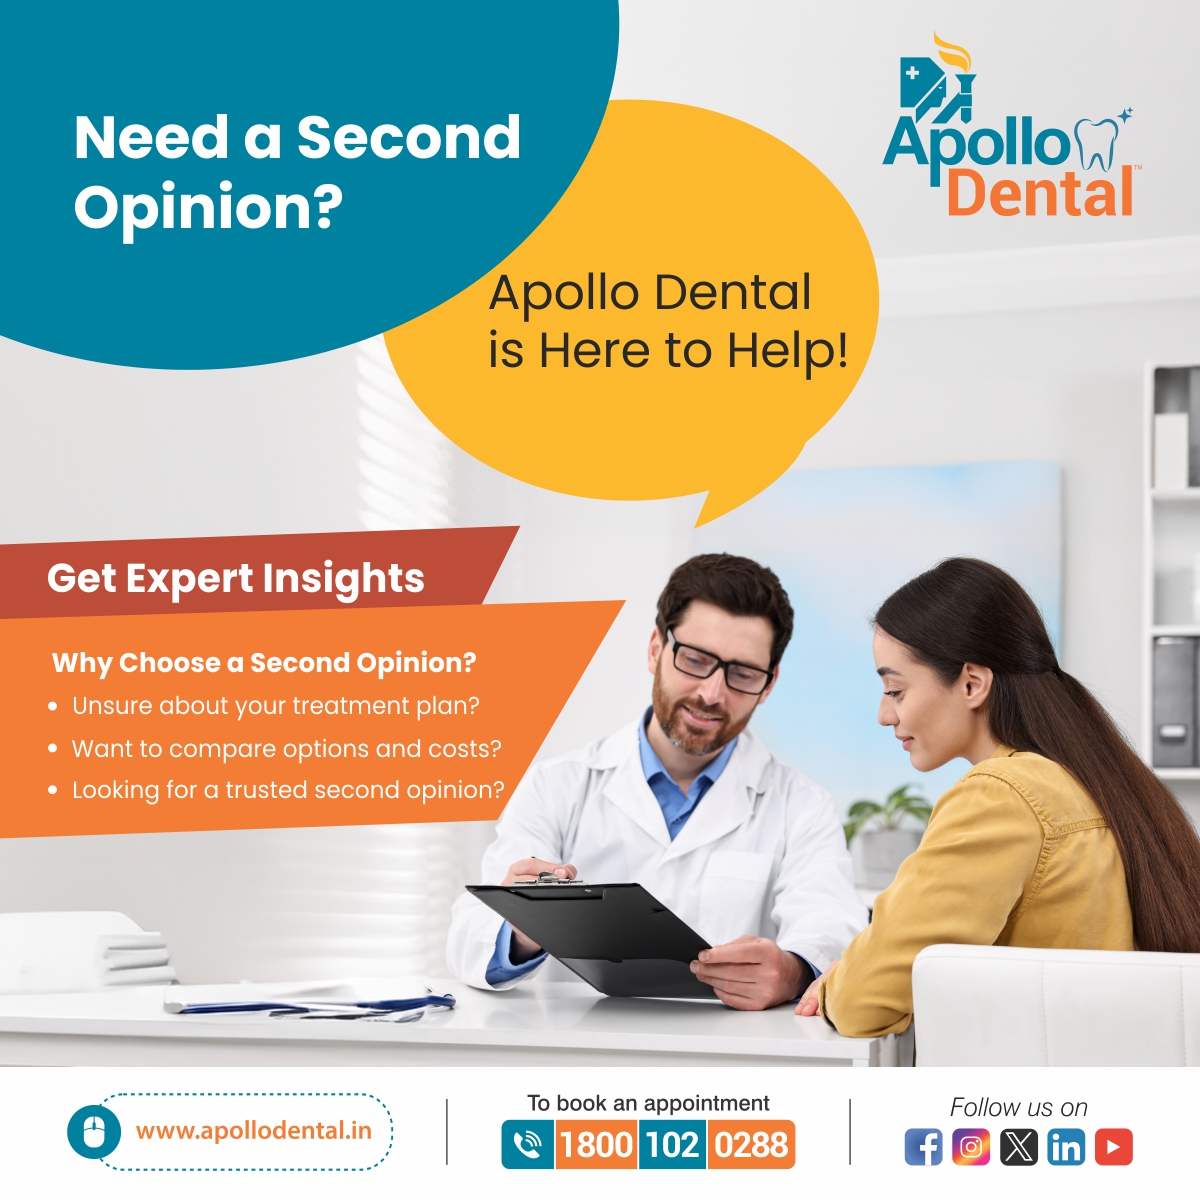 Need a Second
Opinion?
Apollo
Dental™
Apollo Dental
is Here to Help!
Get Expert Insights
Why Choose a Second Opinion?
• Unsure about your treatment plan?
• Want to compare options and costs?
• Looking for a trusted second opinion?
www.apollodental.in
To book an appointment
1800 102 0288
Follow us on